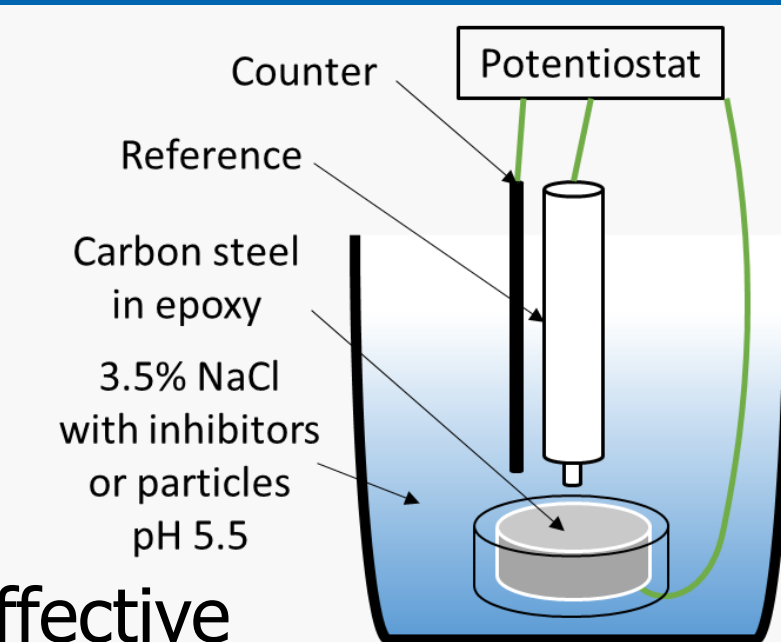 Counter
Potentiostat
Reference
Carbon steel
in epoxy
3.5% NaCl
with inhibitors
or particles
pH 5.5